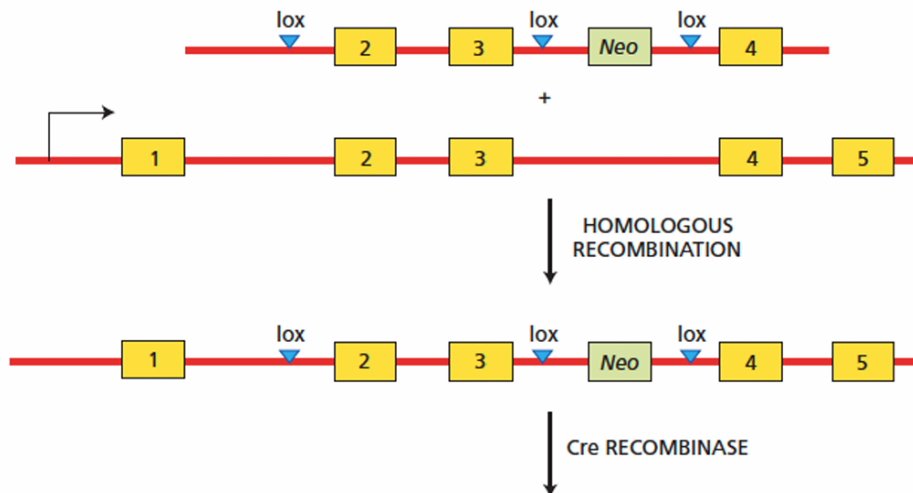 lox lox lox
2 3 Neo 4
+
1 2 3 4 5
HOMOLOGOUS
RECOMBINATION
lox lox lox
1 2 3 Neo 4 5
Cre RECOMBINASE